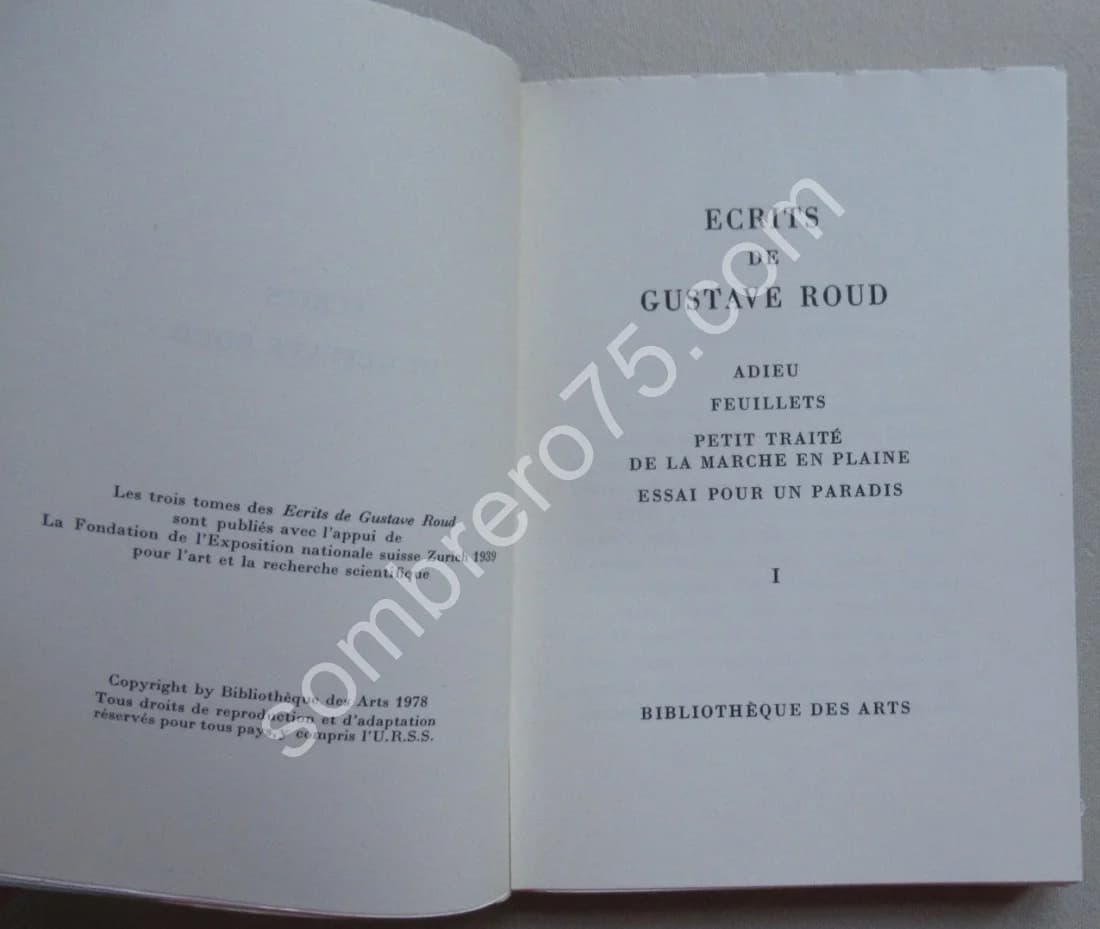 Les trois tomes des Ecrits de Gustave Roud
sont publiés avec l'appui de
La Fondation de l'Exposition nationale suisse Zurich 1939
pour l'art et la recherche scientifique
Copyright by Bibliothèque des Arts 1978
Tous droits de reproduction et d'adaptation
réservés pour tous pays, y compris l'U.R.S.S.
ECRITS
DE
GUSTAVE ROUD
ADIEU
FEUILLETS
PETIT TRAITÉ
DE LA MARCHE EN PLAINE
ESSAI POUR UN PARADIS
I
BIBLIOTHÈQUE DES ARTS
sombrero75.com